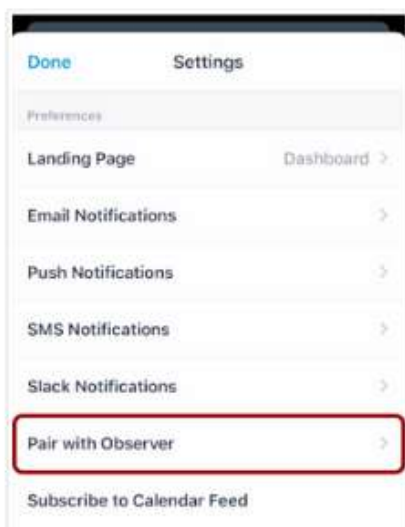 Done Settings
Preferences
Landing Page Dashboard >
Email Notifications >
Push Notifications >
SMS Notifications >
Slack Notifications >
Pair with Observer >
Subscribe to Calendar Feed